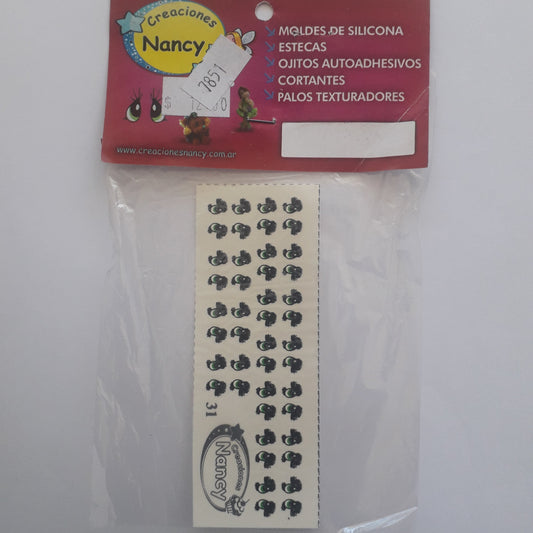 Creaciones
Nancy
MOLDES DE SILICONA
ESTECAS
OJITOS AUTOADHESIVOS
CORTANTES
PALOS TEXTURADORES
7851
$
www.creacionesnancy.com.ar
31
Creaciones
Nancy